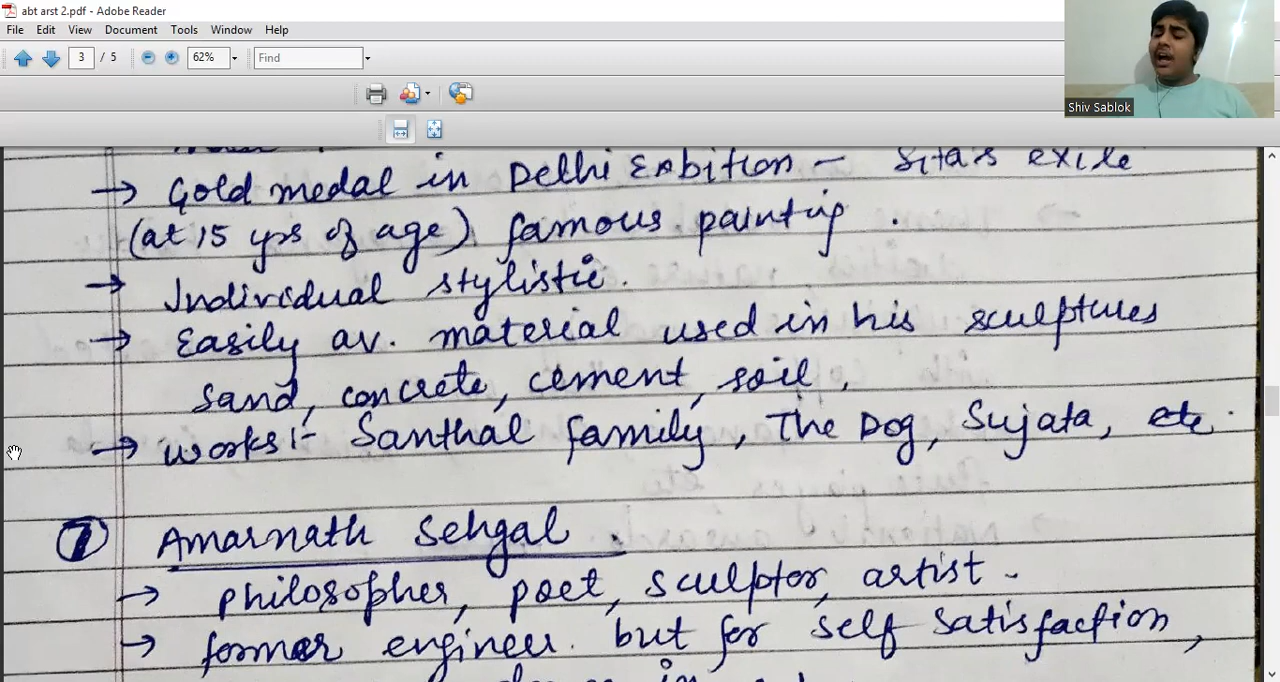 abt arst 2.pdf - Adobe Reader
File Edit View Document Tools Window Help
3 / 5 62% Find
Shiv Sablok
→ Gold medal in Delhi Exbition - Sita's exile
(at 15 yrs of age) famous painting.
→ Individual stylistic.
→ Easily av. material used in his sculptures
sand, concrete, cement, soil,
→ works:- Santhal family, The Dog, Sujata, etc.
7 Amarnath Sehgal.
→ philosopher, poet, sculptor, artist.
→ former engineer. but for self satisfaction,